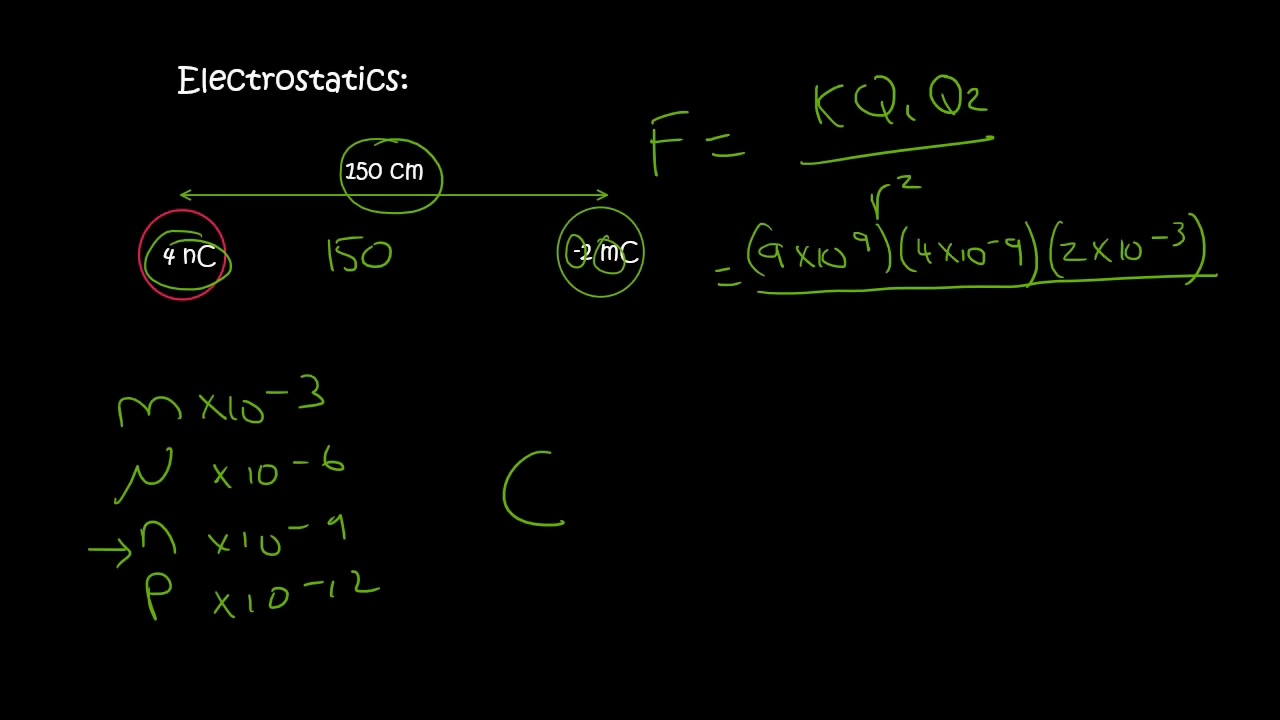 Electrostatics:
F = KQ₁Q₂ / r²
150 cm
4 nC
150
-2 mC
= (9×10⁹)(4×10⁻⁹)(2×10⁻³)
m ×10⁻³
μ ×10⁻⁶
→ n ×10⁻⁹
P ×10⁻¹²
C